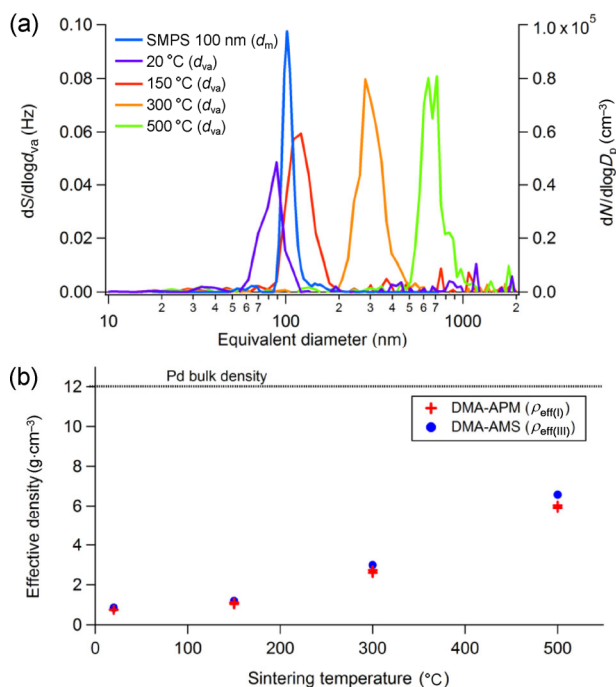 (a)
SMPS 100 nm (dm)
20 °C (dva)
150 °C (dva)
300 °C (dva)
500 °C (dva)
dS/dlogdva (Hz)
0.10
0.08
0.06
0.04
0.02
0.00
1.0 × 10⁵
0.8
0.6
0.4
0.2
0.0
dN/dlogDp (cm⁻³)
10 3 4 5 6 7 100 2 3 4 5 6 7 1000 2
Equivalent diameter (nm)
(b)
Pd bulk density
DMA-APM (ρeff(I))
DMA-AMS (ρeff(III))
Effective density (g·cm⁻³)
12
10
8
6
4
2
0
0 100 200 300 400 500
Sintering temperature (°C)